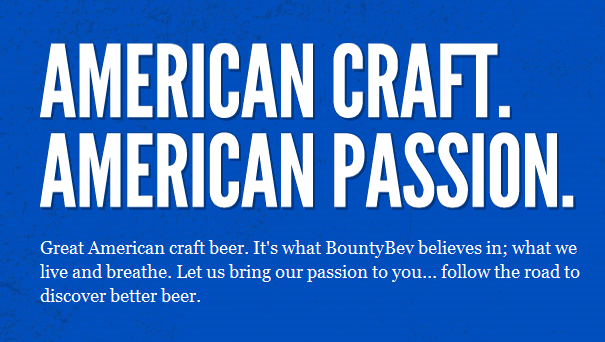 AMERICAN CRAFT.
AMERICAN PASSION.
Great American craft beer. It's what BountyBev believes in; what we
live and breathe. Let us bring our passion to you... follow the road to
discover better beer.